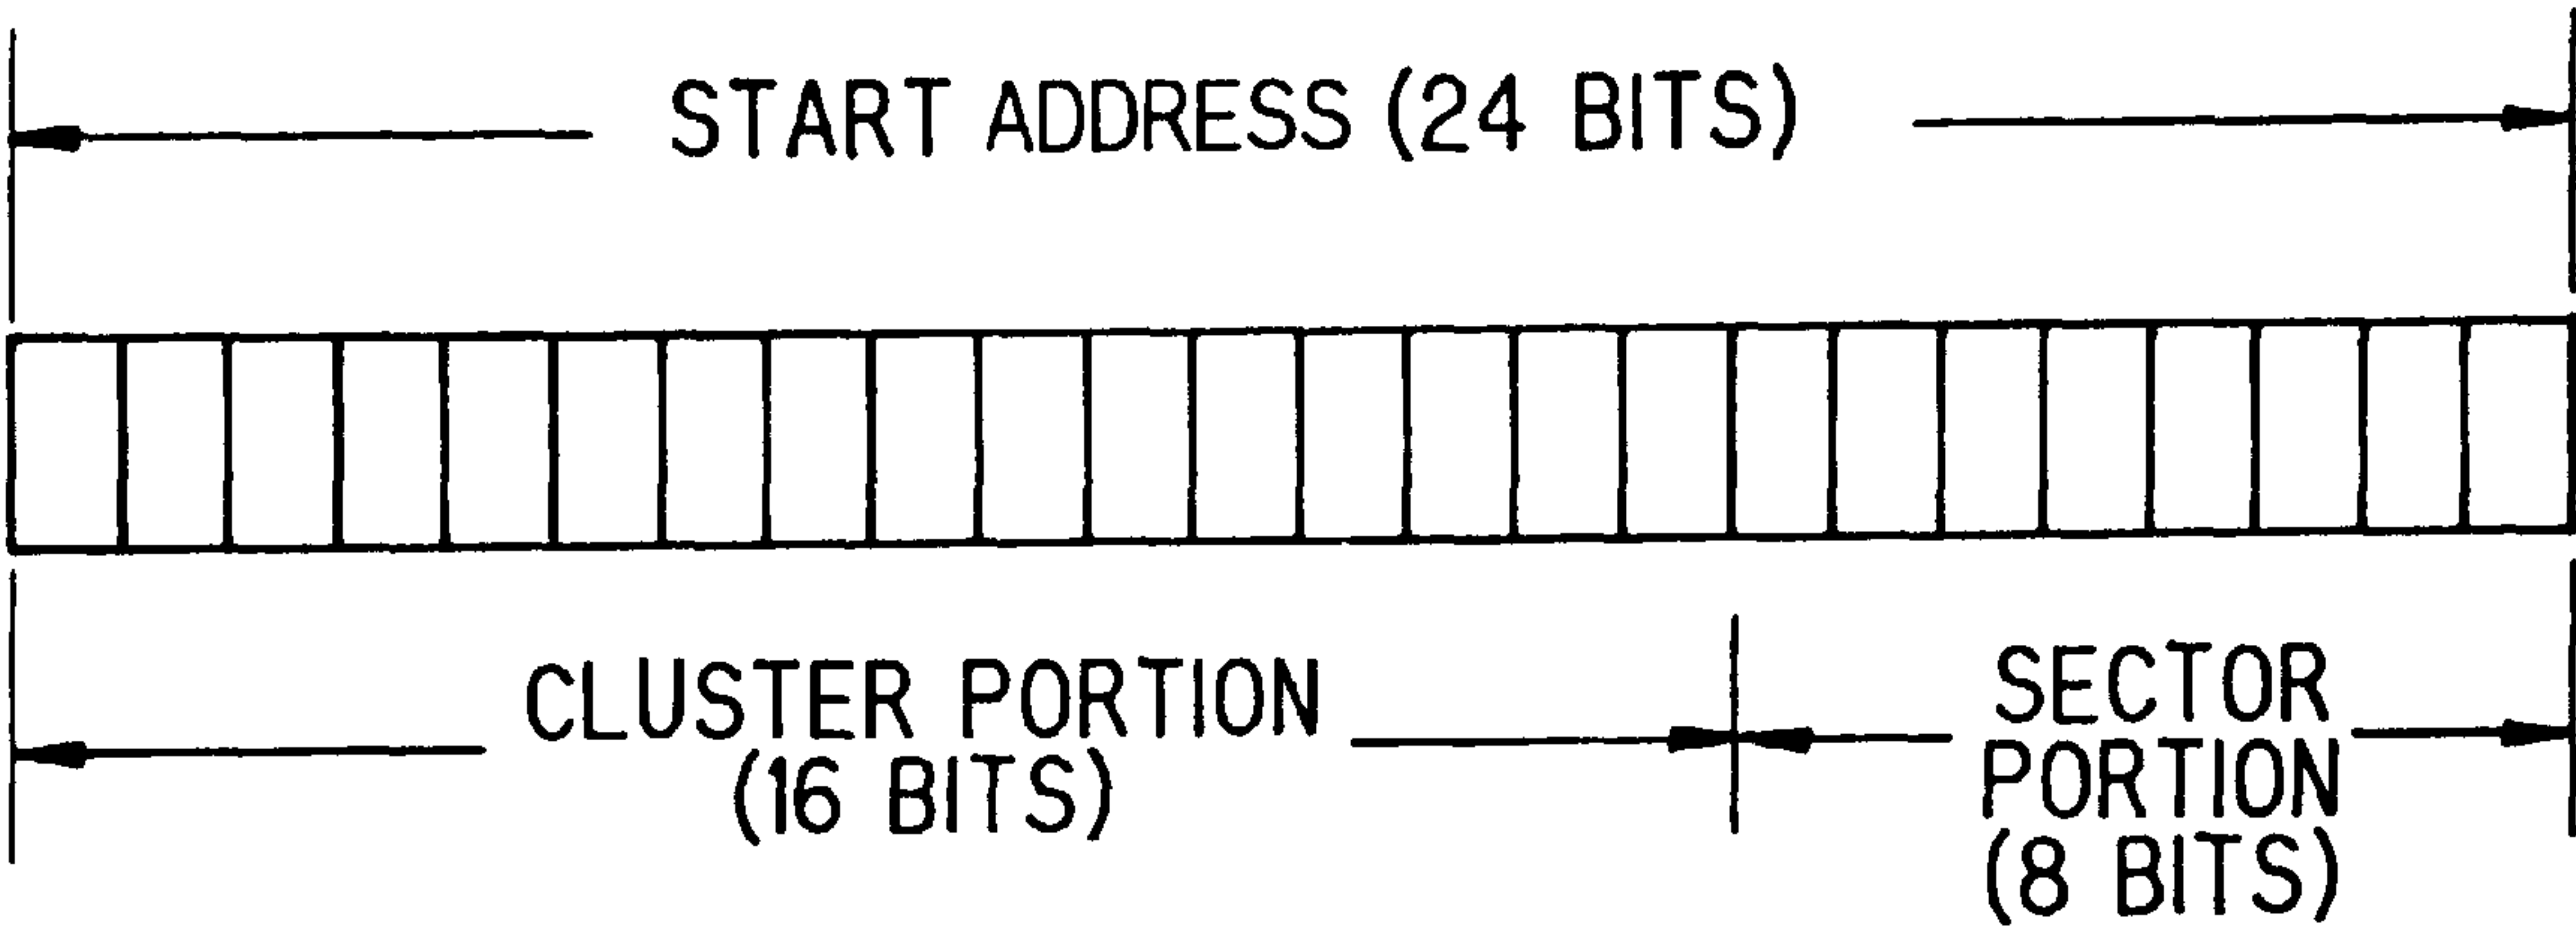 START ADDRESS (24 BITS)
CLUSTER PORTION
(16 BITS)
SECTOR
PORTION
(8 BITS)